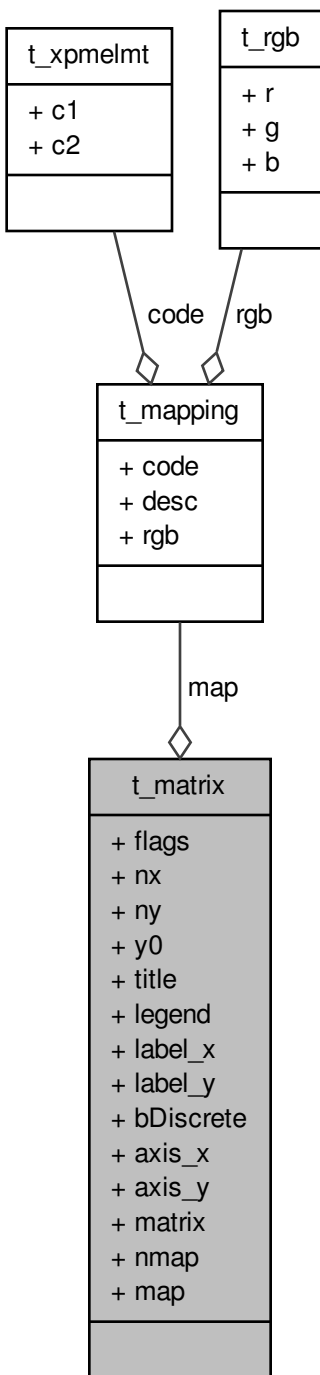 t_xpmelmt
+ c1
+ c2
t_rgb
+ r
+ g
+ b
code
rgb
t_mapping
+ code
+ desc
+ rgb
map
t_matrix
+ flags
+ nx
+ ny
+ y0
+ title
+ legend
+ label_x
+ label_y
+ bDiscrete
+ axis_x
+ axis_y
+ matrix
+ nmap
+ map